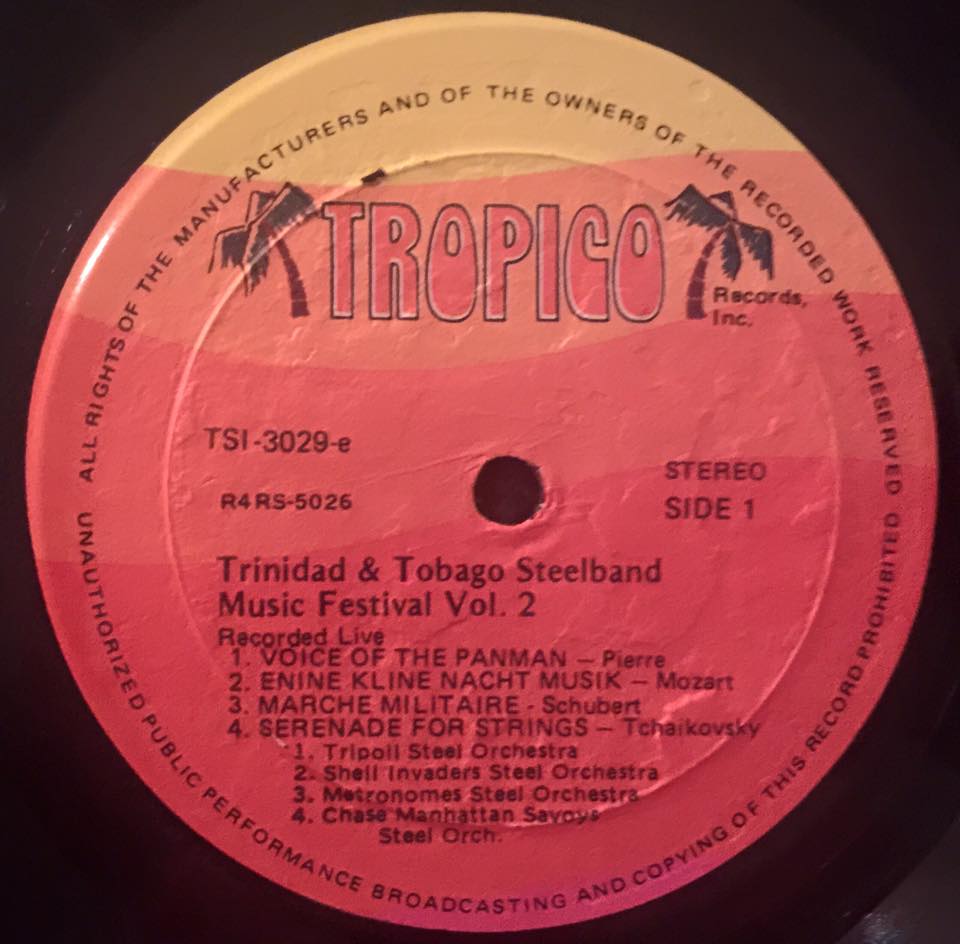 ALL RIGHTS OF THE MANUFACTURERS AND OF THE OWNERS OF THE RECORDED WORK RESERVED
TROPICO
Records,
Inc.
TSI-3029-e
STEREO
R4RS-5026
SIDE 1
Trinidad & Tobago Steelband
Music Festival Vol. 2
Recorded Live
1. VOICE OF THE PANMAN – Pierre
2. ENINE KLINE NACHT MUSIK – Mozart
3. MARCHE MILITAIRE - Schubert
4. SERENADE FOR STRINGS – Tchaikovsky
1. Tripoli Steel Orchestra
2. Shell Invaders Steel Orchestra
3. Metronomes Steel Orchestra
4. Chase Manhattan Savoys
Steel Orch.
UNAUTHORIZED PUBLIC PERFORMANCE BROADCASTING AND COPYING OF THIS RECORD PROHIBITED